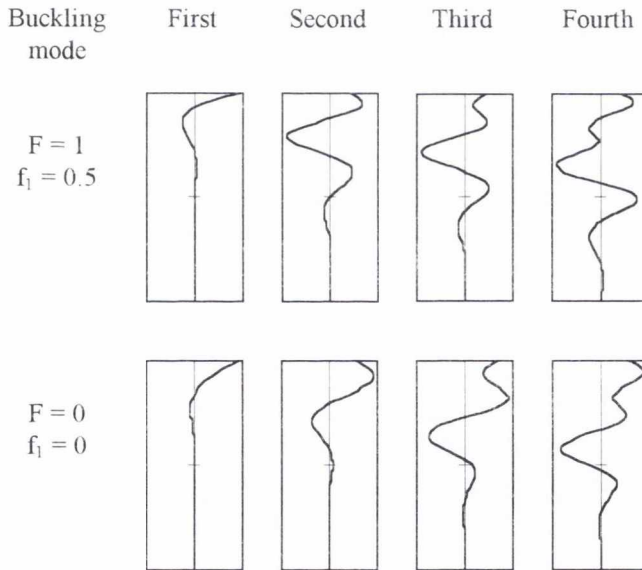 Buckling mode First Second Third Fourth
F = 1
f₁ = 0.5
F = 0
f₁ = 0